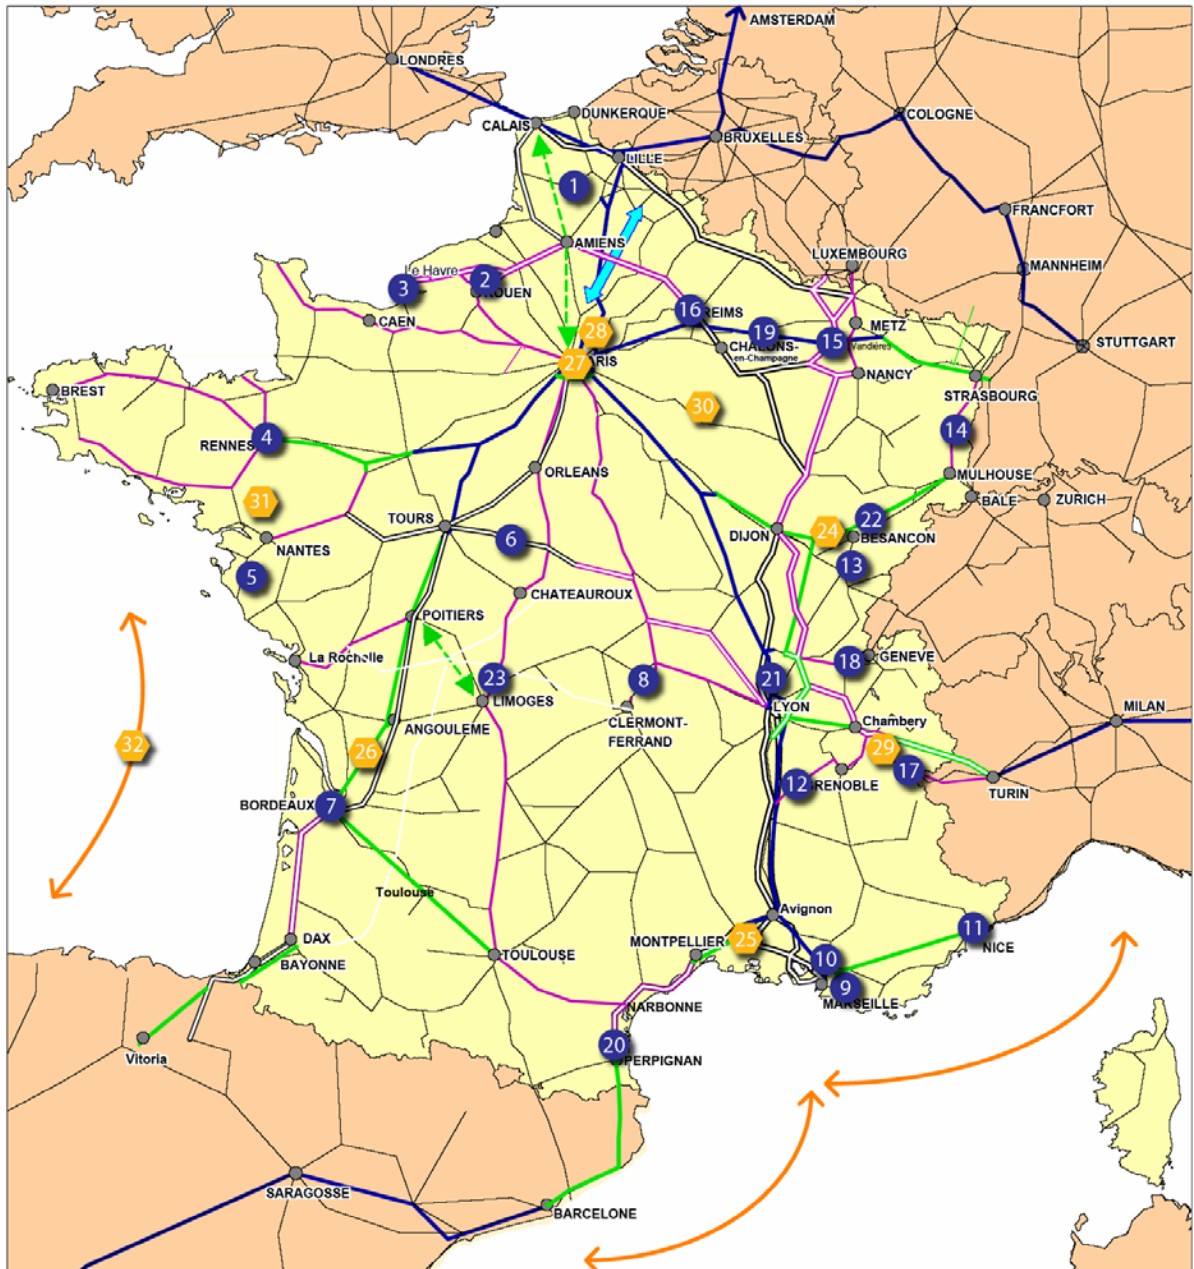 AMSTERDAM
LONDRES
DUNKERQUE
CALAIS
COLOGNE
BRUXELLES
LILLE
1
FRANCFORT
AMIENS
LUXEMBOURG
MANNHEIM
Le Havre
2
3
ROUEN
16
REIMS
CAEN
METZ
28
19
15
Vandières
STUTTGART
CHALONS-
en-Champagne
27
PARIS
NANCY
BREST
STRASBOURG
30
4
RENNES
14
ORLEANS
MULHOUSE
31
BALE
ZURICH
TOURS
22
NANTES
6
DIJON
24
BESANCON
5
13
CHATEAUROUX
POITIERS
La Rochelle
18
GENEVE
23
8
21
LIMOGES
LYON
MILAN
ANGOULEME
CLERMONT-
FERRAND
Chambery
32
26
29
17
BORDEAUX
7
12
GRENOBLE
TURIN
Toulouse
Avignon
11
DAX
MONTPELLIER
25
NICE
BAYONNE
TOULOUSE
10
9
MARSEILLE
NARBONNE
Vitoria
20
PERPIGNAN
SARAGOSSE
BARCELONE